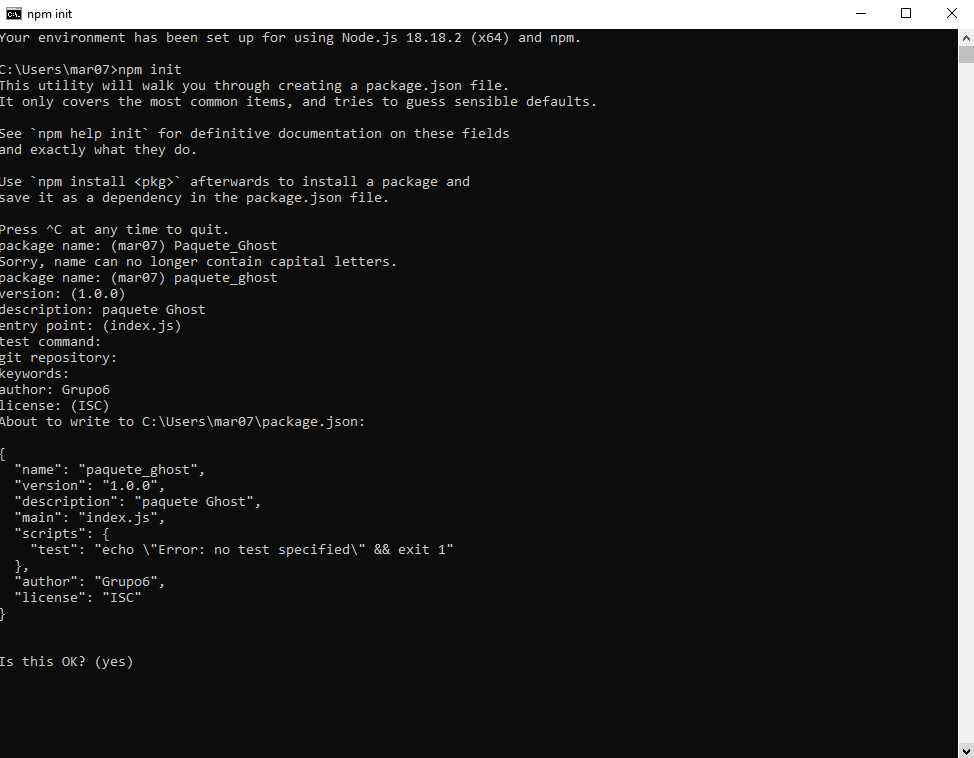 npm init
Your environment has been set up for using Node.js 18.18.2 (x64) and npm.
C:\Users\mar07>npm init
This utility will walk you through creating a package.json file.
It only covers the most common items, and tries to guess sensible defaults.
See `npm help init` for definitive documentation on these fields
and exactly what they do.
Use `npm install <pkg>` afterwards to install a package and
save it as a dependency in the package.json file.
Press ^C at any time to quit.
package name: (mar07) Paquete_Ghost
Sorry, name can no longer contain capital letters.
package name: (mar07) paquete_ghost
version: (1.0.0)
description: paquete Ghost
entry point: (index.js)
test command:
git repository:
keywords:
author: Grupo6
license: (ISC)
About to write to C:\Users\mar07\package.json:
{
  "name": "paquete_ghost",
  "version": "1.0.0",
  "description": "paquete Ghost",
  "main": "index.js",
  "scripts": {
    "test": "echo \"Error: no test specified\" && exit 1"
  },
  "author": "Grupo6",
  "license": "ISC"
}
Is this OK? (yes)